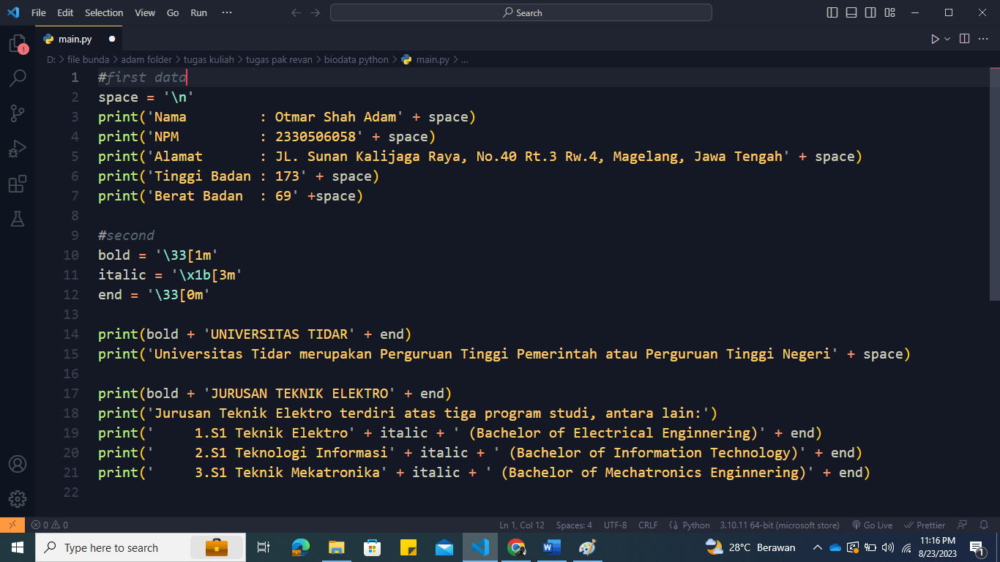 File Edit Selection View Go Run ··· Search
main.py
1
D: > file bunda > adam folder > tugas kuliah > tugas pak revan > biodata python > main.py > ...
1 #first data
2 space = '\n'
3 print('Nama         : Otmar Shah Adam' + space)
4 print('NPM          : 2330506058' + space)
5 print('Alamat       : JL. Sunan Kalijaga Raya, No.40 Rt.3 Rw.4, Magelang, Jawa Tengah' + space)
6 print('Tinggi Badan : 173' + space)
7 print('Berat Badan  : 69' +space)
8
9 #second
10 bold = '\33[1m'
11 italic = '\x1b[3m'
12 end = '\33[0m'
13
14 print(bold + 'UNIVERSITAS TIDAR' + end)
15 print('Universitas Tidar merupakan Perguruan Tinggi Pemerintah atau Perguruan Tinggi Negeri' + space)
16
17 print(bold + 'JURUSAN TEKNIK ELEKTRO' + end)
18 print('Jurusan Teknik Elektro terdiri atas tiga program studi, antara lain:')
19 print('     1.S1 Teknik Elektro' + italic + ' (Bachelor of Electrical Enginnering)' + end)
20 print('     2.S1 Teknologi Informasi' + italic + ' (Bachelor of Information Technology)' + end)
21 print('     3.S1 Teknik Mekatronika' + italic + ' (Bachelor of Mechatronics Enginnering)' + end)
22
0 0 Ln 1, Col 12 Spaces: 4 UTF-8 CRLF Python 3.10.11 64-bit (microsoft store) Go Live Prettier
Type here to search 28°C Berawan 11:16 PM
8/23/2023 1